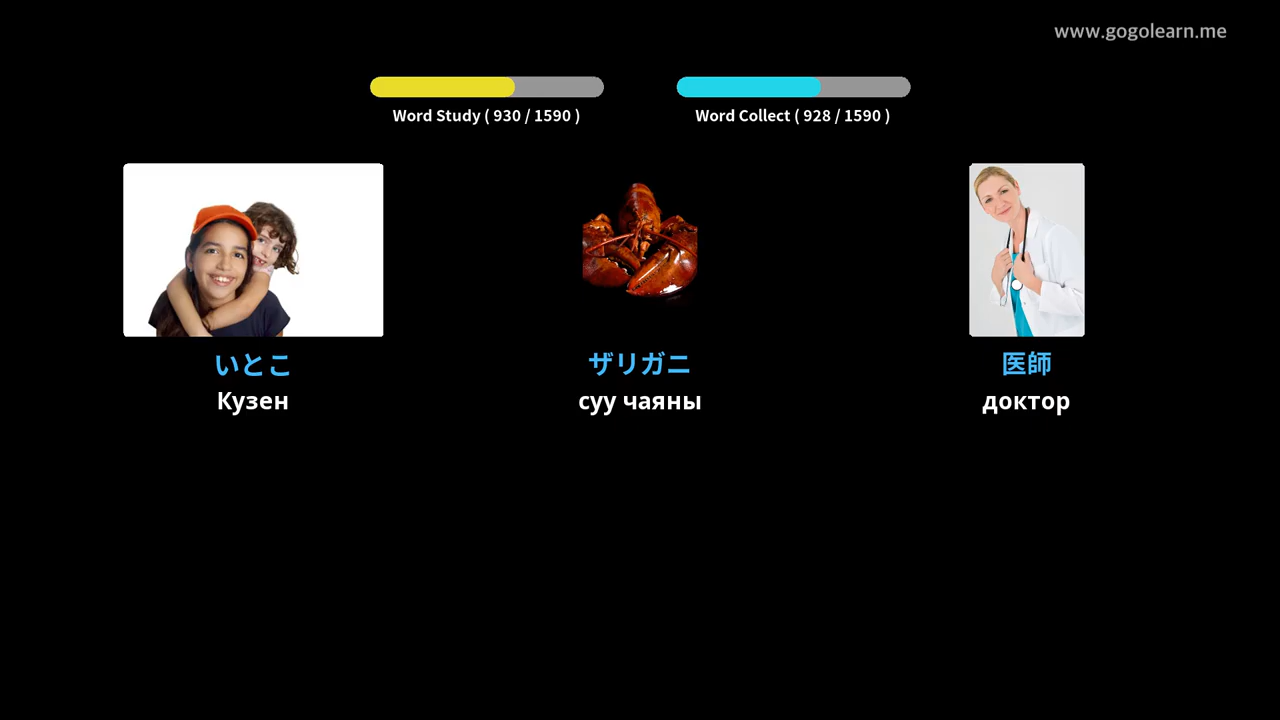 www.gogolearn.me
Word Study ( 930 / 1590 )
Word Collect ( 928 / 1590 )
いとこ
Кузен
ザリガニ
суу чаяны
医師
доктор